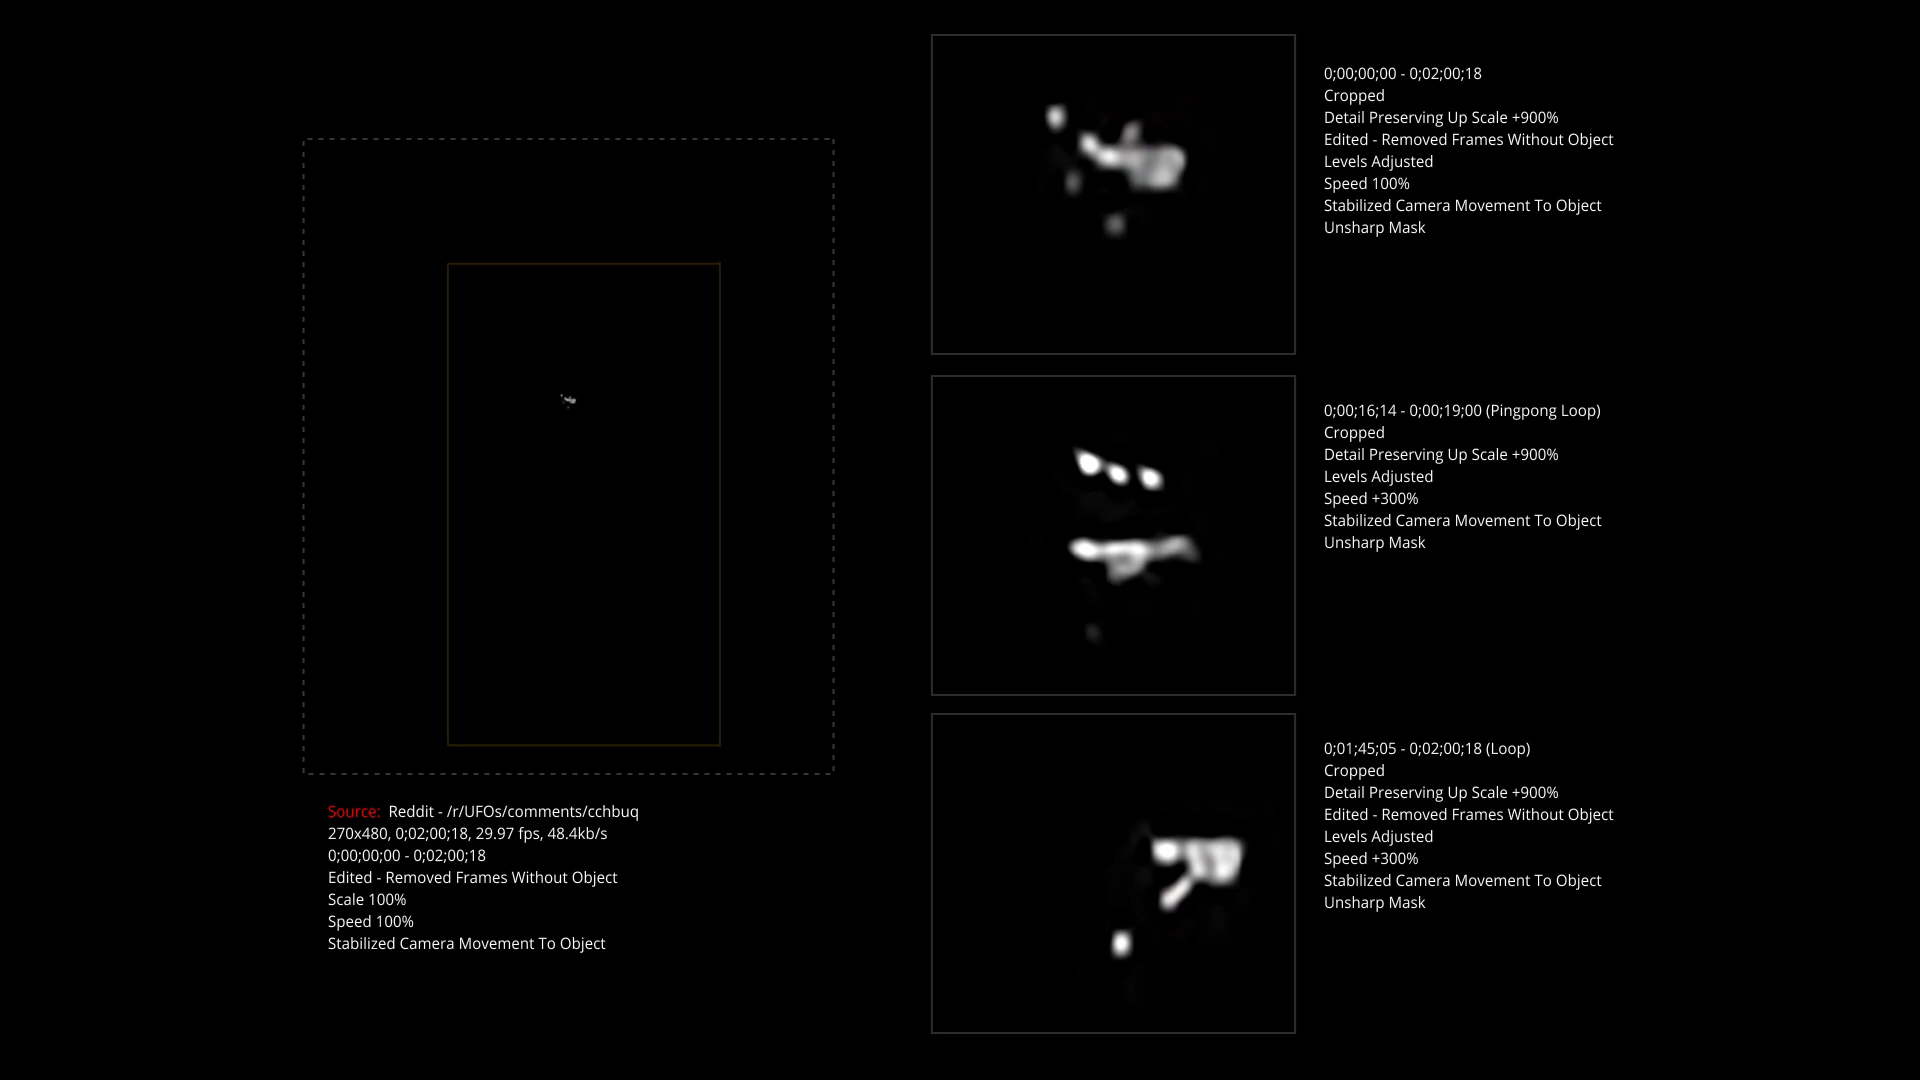 0;00;00;00 - 0;02;00;18
Cropped
Detail Preserving Up Scale +900%
Edited - Removed Frames Without Object
Levels Adjusted
Speed 100%
Stabilized Camera Movement To Object
Unsharp Mask
0;00;16;14 - 0;00;19;00 (Pingpong Loop)
Cropped
Detail Preserving Up Scale +900%
Levels Adjusted
Speed +300%
Stabilized Camera Movement To Object
Unsharp Mask
0;01;45;05 - 0;02;00;18 (Loop)
Cropped
Detail Preserving Up Scale +900%
Edited - Removed Frames Without Object
Levels Adjusted
Speed +300%
Stabilized Camera Movement To Object
Unsharp Mask
Source: Reddit - /r/UFOs/comments/cchbuq
270x480, 0;02;00;18, 29.97 fps, 48.4kb/s
0;00;00;00 - 0;02;00;18
Edited - Removed Frames Without Object
Scale 100%
Speed 100%
Stabilized Camera Movement To Object